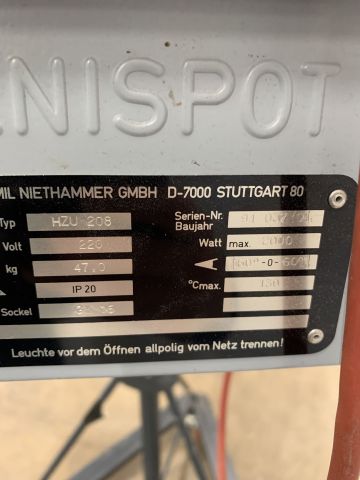 NISPOT
MIL NIETHAMMER GMBH D-7000 STUTTGART 80
Typ HZU 208 Serien-Nr.
Baujahr
Volt 220 Watt max.
kg 47.0
IP 20 °Cmax.
Sockel
Leuchte vor dem Öffnen allpolig vom Netz trennen!